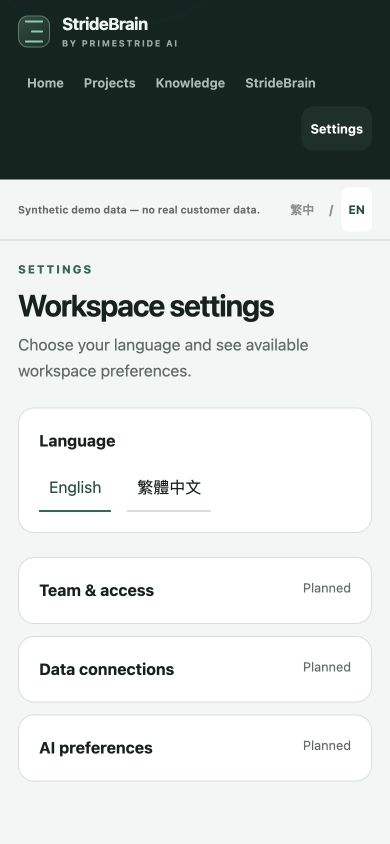 StrideBrain
BY PRIMESTRIDE AI
Home Projects Knowledge StrideBrain
Settings
Synthetic demo data — no real customer data. 繁中 / EN
SETTINGS
Workspace settings
Choose your language and see available
workspace preferences.
Language
English 繁體中文
Team & access Planned
Data connections Planned
AI preferences Planned